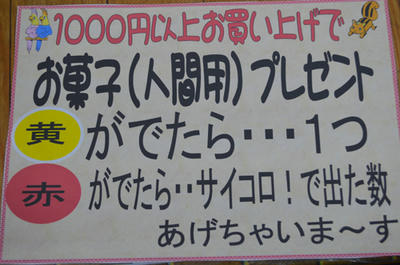 1000円以上お買い上げで
お菓子(人間用)プレゼント
黄 がでたら・・・1つ
赤 がでたら・・サイコロ!で出た数
あげちゃいま〜す